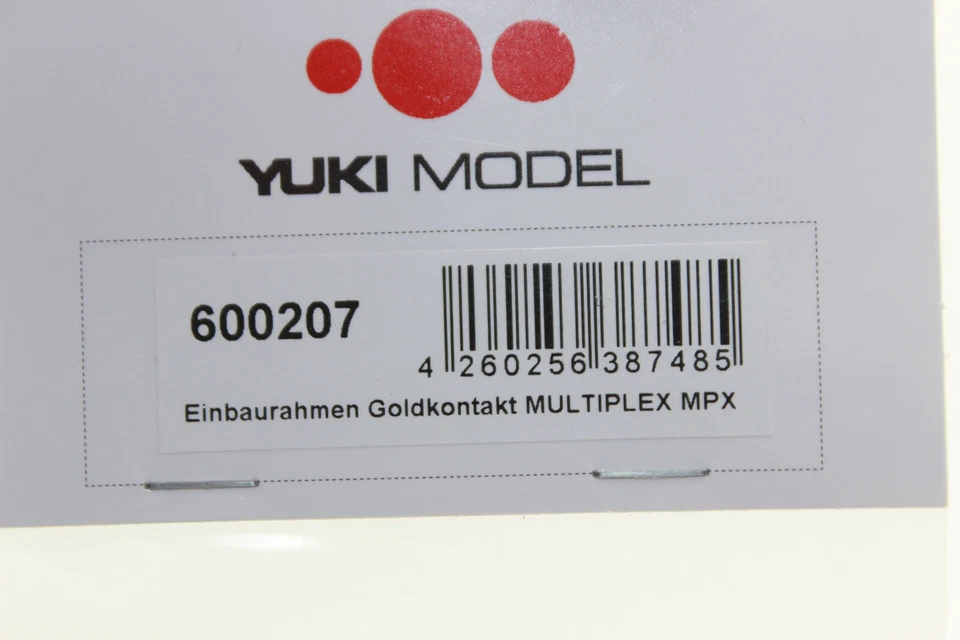 YUKI MODEL
600207
4 260256 387485
Einbaurahmen Goldkontakt MULTIPLEX MPX